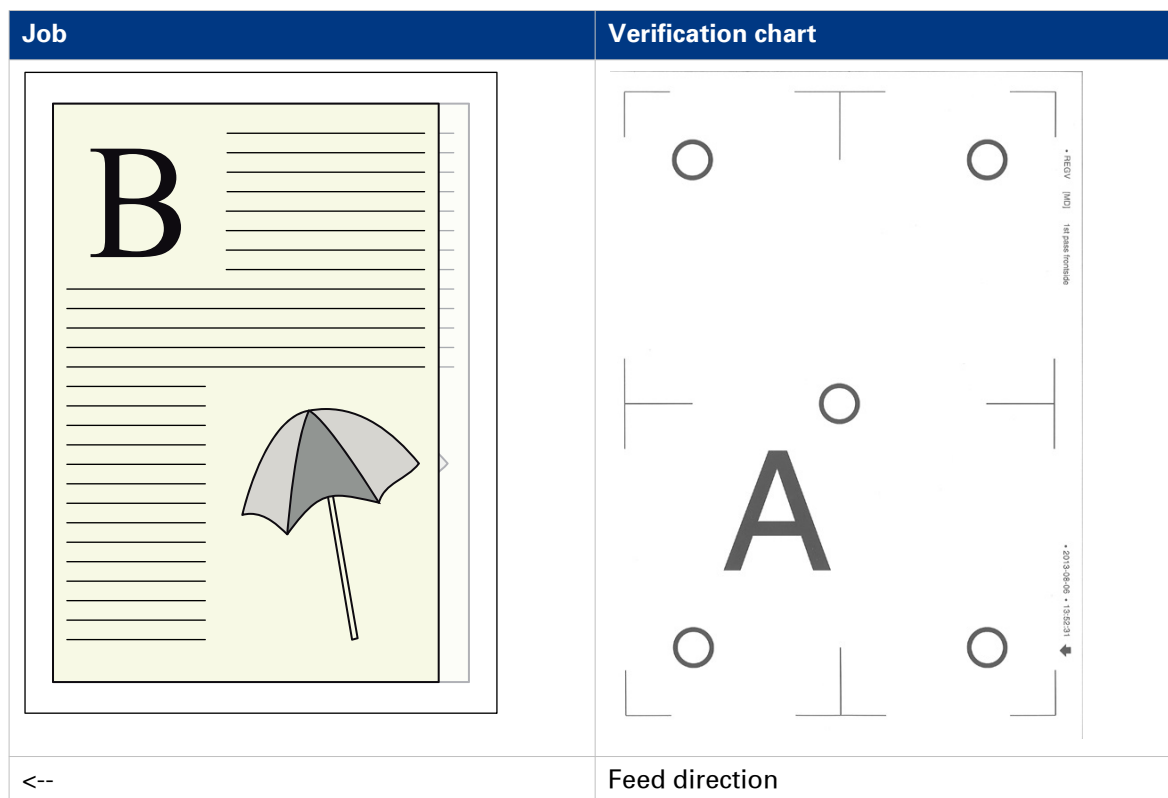 Job
Verification chart
B
• REGV [MD] 1st pass frontside
A
• 2013-08-06 • 13:52:31
<--
Feed direction